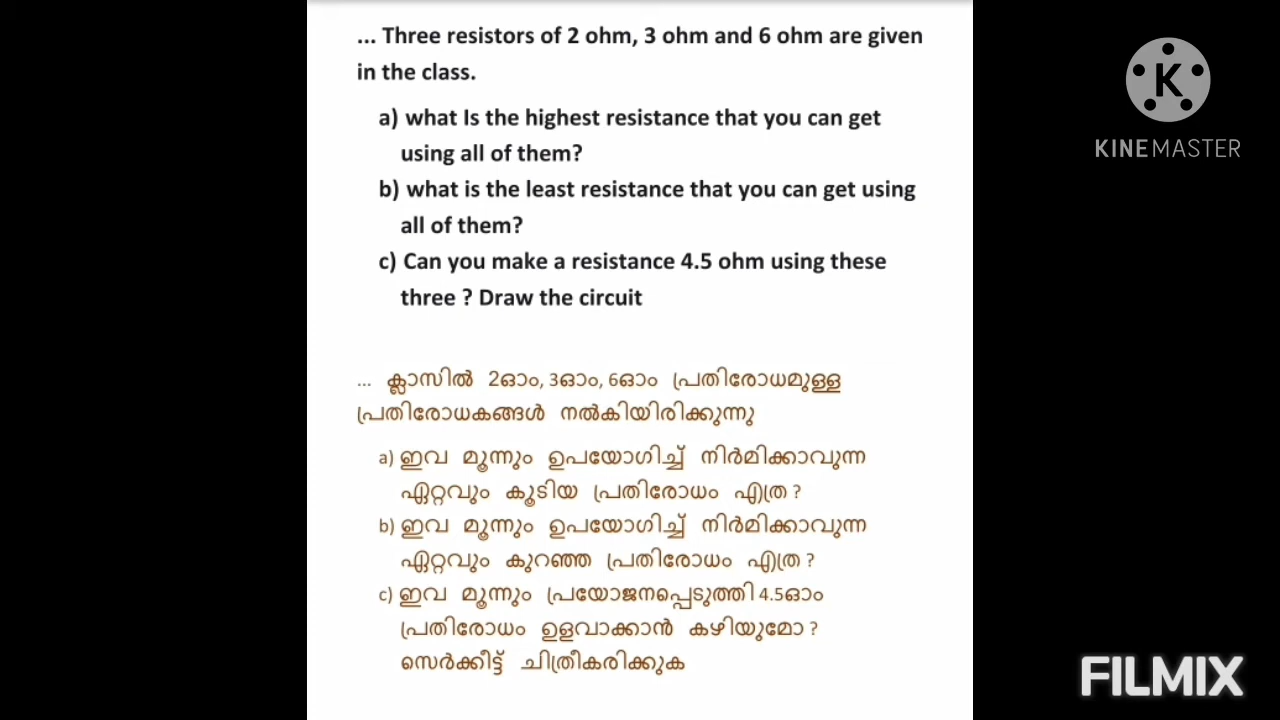 ... Three resistors of 2 ohm, 3 ohm and 6 ohm are given
in the class.
a) what Is the highest resistance that you can get
using all of them?
b) what is the least resistance that you can get using
all of them?
c) Can you make a resistance 4.5 ohm using these
three ? Draw the circuit
... ക്ലാസിൽ 2ഓം, 3ഓം, 6ഓം പ്രതിരോധമുള്ള
പ്രതിരോധകങ്ങൾ നൽകിയിരിക്കുന്നു
a) ഇവ മൂന്നും ഉപയോഗിച്ച് നിർമിക്കാവുന്ന
ഏറ്റവും കൂടിയ പ്രതിരോധം എത്ര ?
b) ഇവ മൂന്നും ഉപയോഗിച്ച് നിർമിക്കാവുന്ന
ഏറ്റവും കുറഞ്ഞ പ്രതിരോധം എത്ര ?
c) ഇവ മൂന്നും പ്രയോജനപ്പെടുത്തി 4.5ഓം
പ്രതിരോധം ഉളവാക്കാൻ കഴിയുമോ ?
സെർക്കീട്ട് ചിത്രീകരിക്കുക
K
KINEMASTER
FILMIX